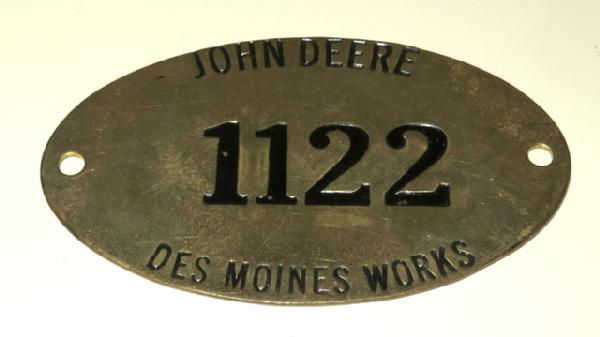 JOHN DEERE
1122
DES MOINES WORKS